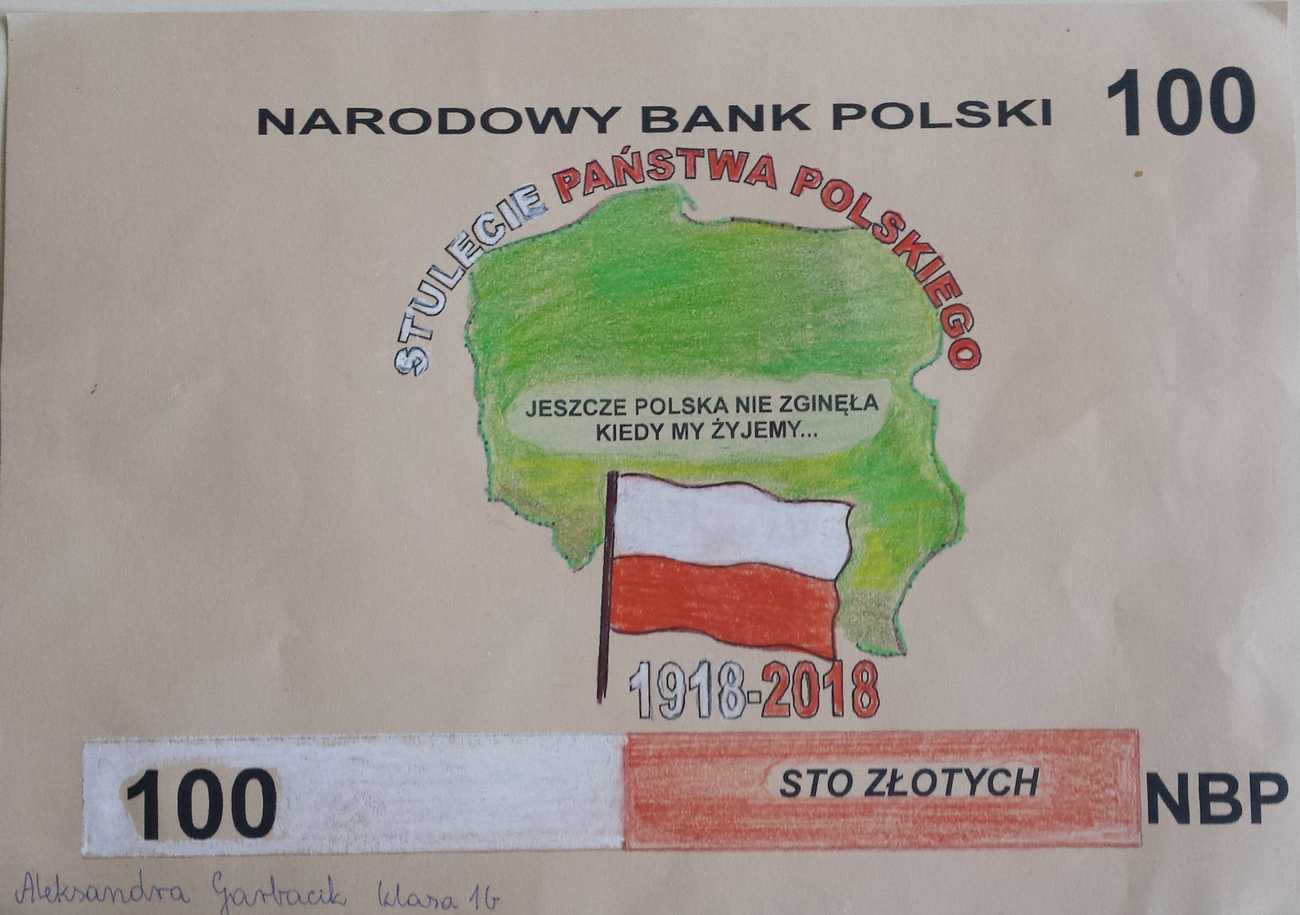 NARODOWY BANK POLSKI 100
STULECIE PAŃSTWA POLSKIEGO
JESZCZE POLSKA NIE ZGINĘŁA
KIEDY MY ŻYJEMY...
1918-2018
100 STO ZŁOTYCH NBP
Aleksandra Garbacik klasa 1b